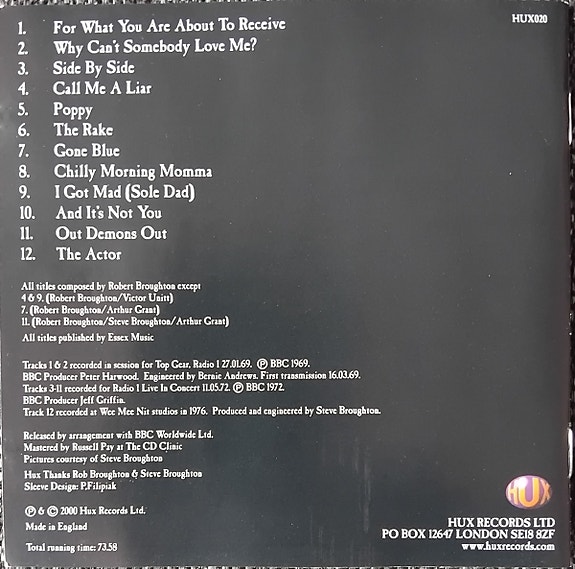 HUX020
1. For What You Are About To Receive
2. Why Can't Somebody Love Me?
3. Side By Side
4. Call Me A Liar
5. Poppy
6. The Rake
7. Gone Blue
8. Chilly Morning Momma
9. I Got Mad (Sole Dad)
10. And It's Not You
11. Out Demons Out
12. The Actor
All titles composed by Robert Broughton except
4 & 9. (Robert Broughton/Victor Unitt)
7. (Robert Broughton/Arthur Grant)
11. (Robert Broughton/Steve Broughton/Arthur Grant)
All titles published by Essex Music
Tracks 1 & 2 recorded in session for Top Gear, Radio 1 27.01.69. ℗ BBC 1969.
BBC Producer Peter Harwood. Engineered by Bernie Andrews. First transmission 16.03.69.
Tracks 3-11 recorded for Radio 1 Live In Concert 11.05.72. ℗ BBC 1972.
BBC Producer Jeff Griffin.
Track 12 recorded at Wee Mee Nit studios in 1976. Produced and engineered by Steve Broughton.
Released by arrangement with BBC Worldwide Ltd.
Mastered by Russell Pay at The CD Clinic
Pictures courtesy of Steve Broughton
Hux Thanks Rob Broughton & Steve Broughton
Sleeve Design: P.Filipiak
℗ & © 2000 Hux Records Ltd.
Made in England
Total running time: 73.58
HUX
HUX RECORDS LTD
PO BOX 12647 LONDON SE18 8ZF
www.huxrecords.com